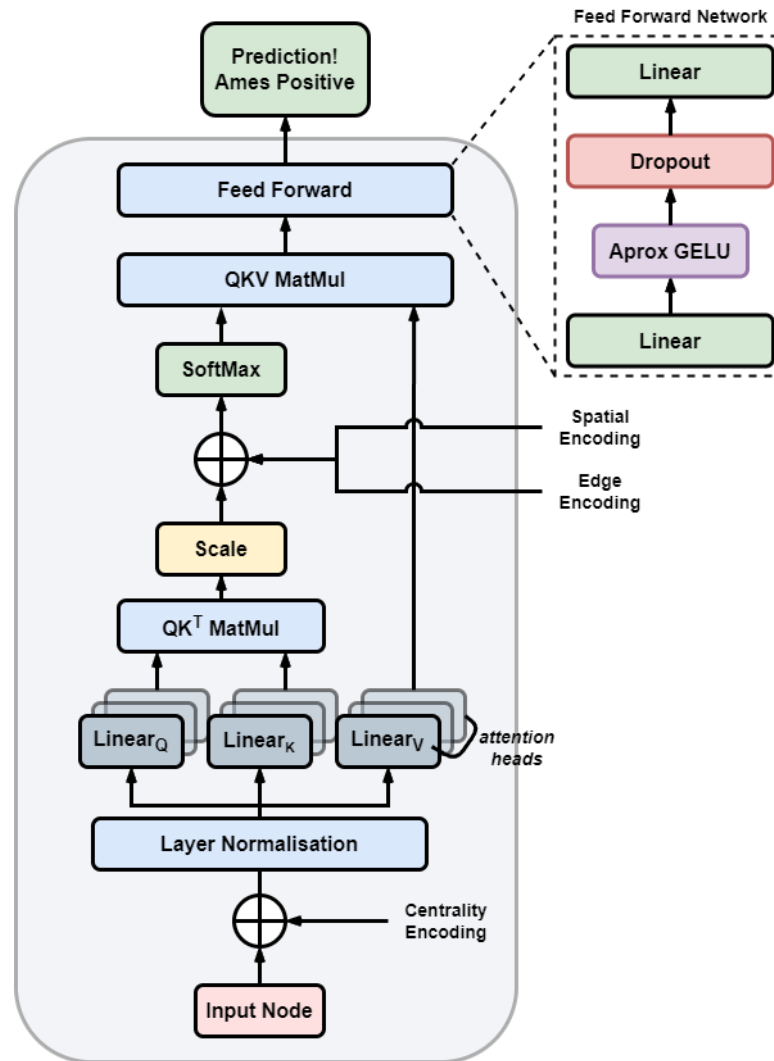 Feed Forward Network
Prediction!
Ames Positive
Linear
Dropout
Aprox GELU
Linear
Feed Forward
QKV MatMul
SoftMax
Spatial
Encoding
Edge
Encoding
Scale
QKᵀ MatMul
Linear_Q
Linear_K
Linear_V
attention
heads
Layer Normalisation
Centrality
Encoding
Input Node